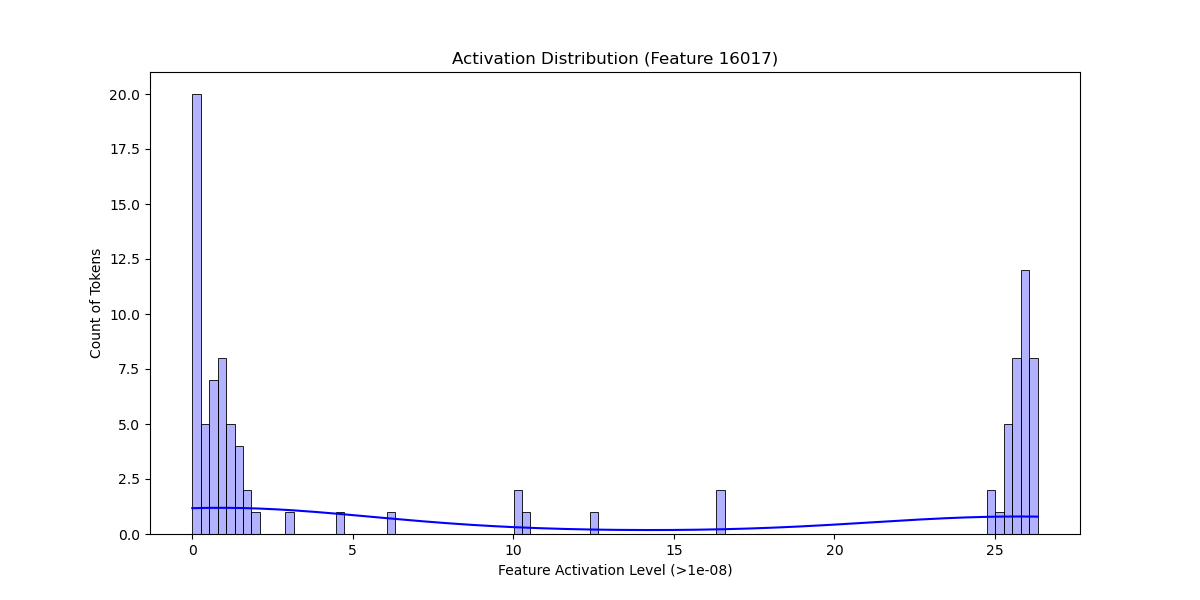 Activation Distribution (Feature 16017)
20.0
17.5
15.0
12.5
10.0
7.5
5.0
2.5
0.0
Count of Tokens
0 5 10 15 20 25
Feature Activation Level (>1e-08)